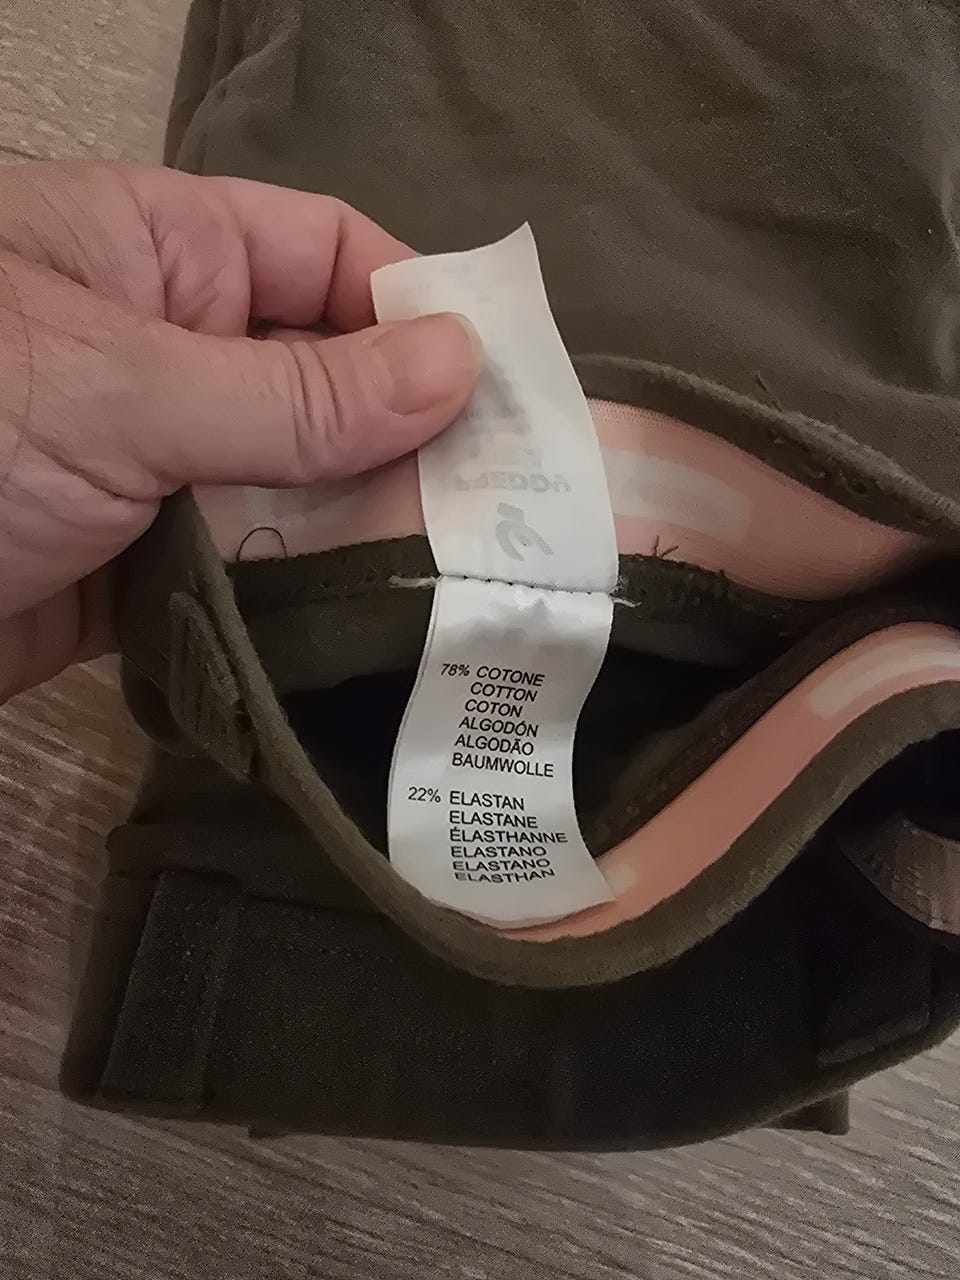 78% COTONE
COTTON
COTON
ALGODÓN
ALGODÃO
BAUMWOLLE
22% ELASTAN
ELASTANE
ÉLASTHANNE
ELASTANO
ELASTANO
ELASTHAN